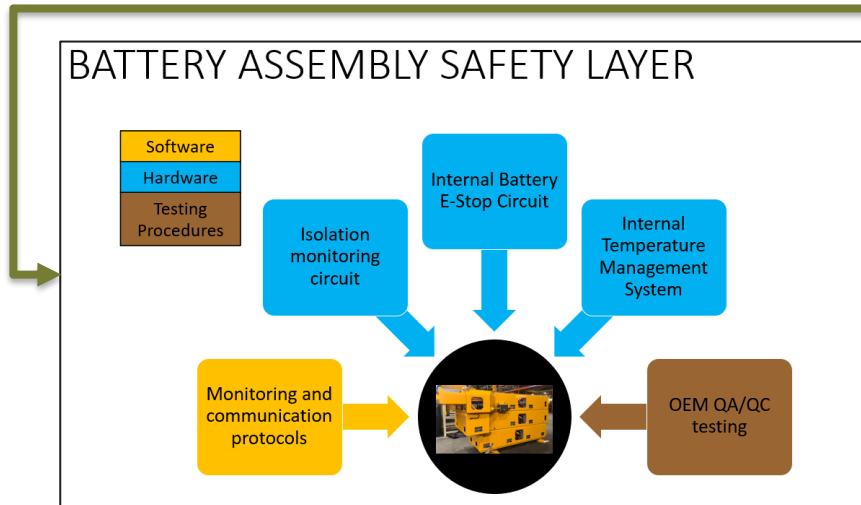 BATTERY ASSEMBLY SAFETY LAYER
Software
Hardware
Testing
Procedures
Internal Battery
E-Stop Circuit
Isolation
monitoring
circuit
Internal
Temperature
Management
System
Monitoring and
communication
protocols
OEM QA/QC
testing